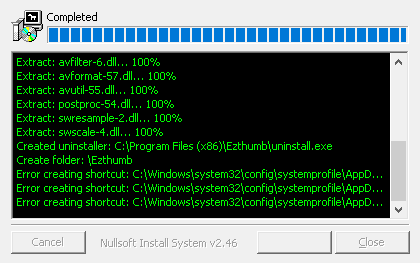 Completed
Extract: avfilter-6.dll... 100%
Extract: avformat-57.dll... 100%
Extract: avutil-55.dll... 100%
Extract: postproc-54.dll... 100%
Extract: swresample-2.dll... 100%
Extract: swscale-4.dll... 100%
Created uninstaller: C:\Program Files (x86)\Ezthumb\uninstall.exe
Create folder: \Ezthumb
Error creating shortcut: C:\Windows\system32\config\systemprofile\AppD...
Error creating shortcut: C:\Windows\system32\config\systemprofile\AppD...
Error creating shortcut: C:\Windows\system32\config\systemprofile\AppD...
Cancel Nullsoft Install System v2.46 Close